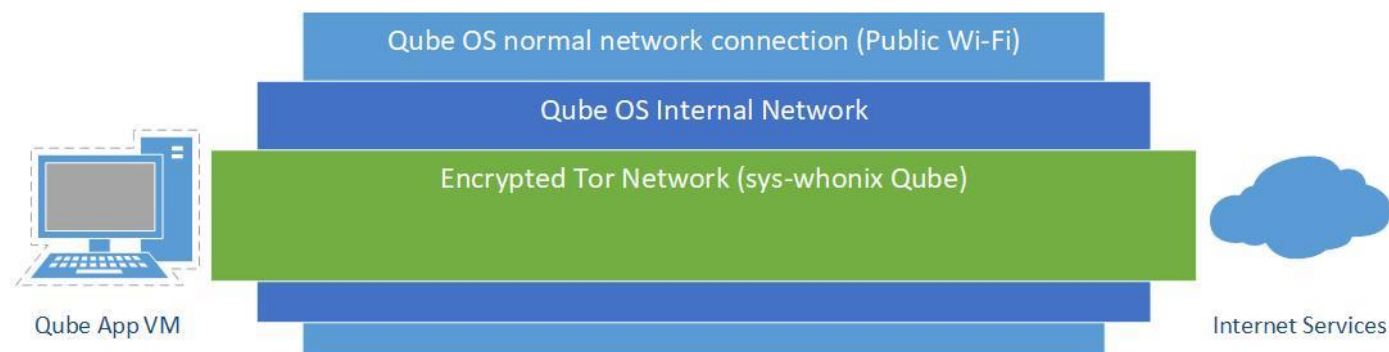 Qube OS normal network connection (Public Wi-Fi)
Qube OS Internal Network
Encrypted Tor Network (sys-whonix Qube)
Qube App VM
Internet Services